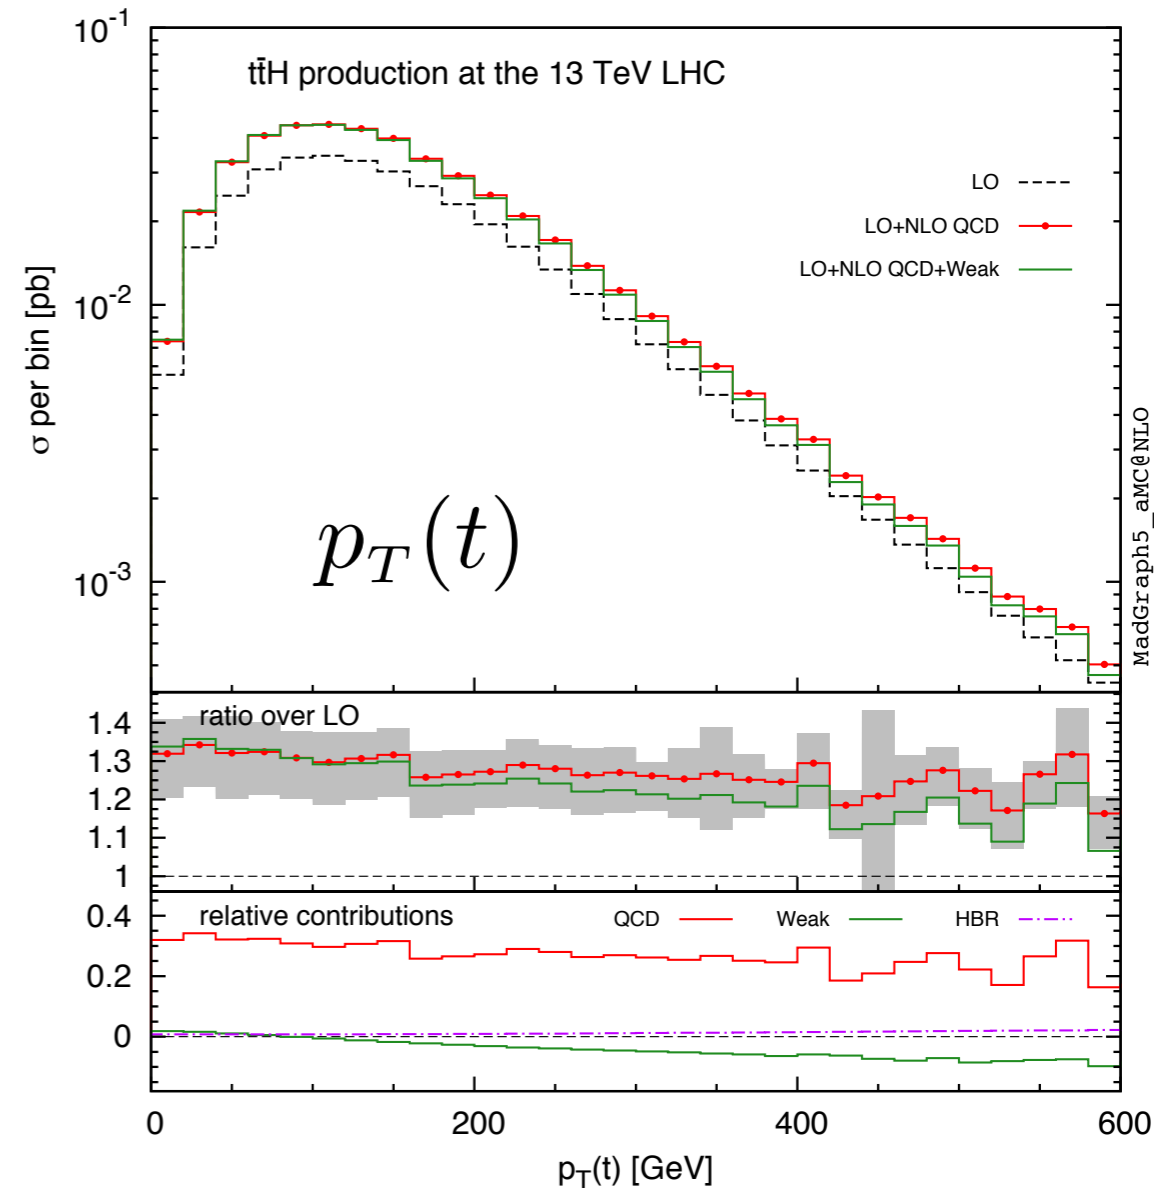 tt̄H production at the 13 TeV LHC
LO
LO+NLO QCD
LO+NLO QCD+Weak
10⁻¹
10⁻²
10⁻³
σ per bin [pb]
p_T(t)
MadGraph5_aMC@NLO
ratio over LO
1.4
1.3
1.2
1.1
1
relative contributions
QCD
Weak
HBR
0.4
0.2
0
0 200 400 600
p_T(t) [GeV]